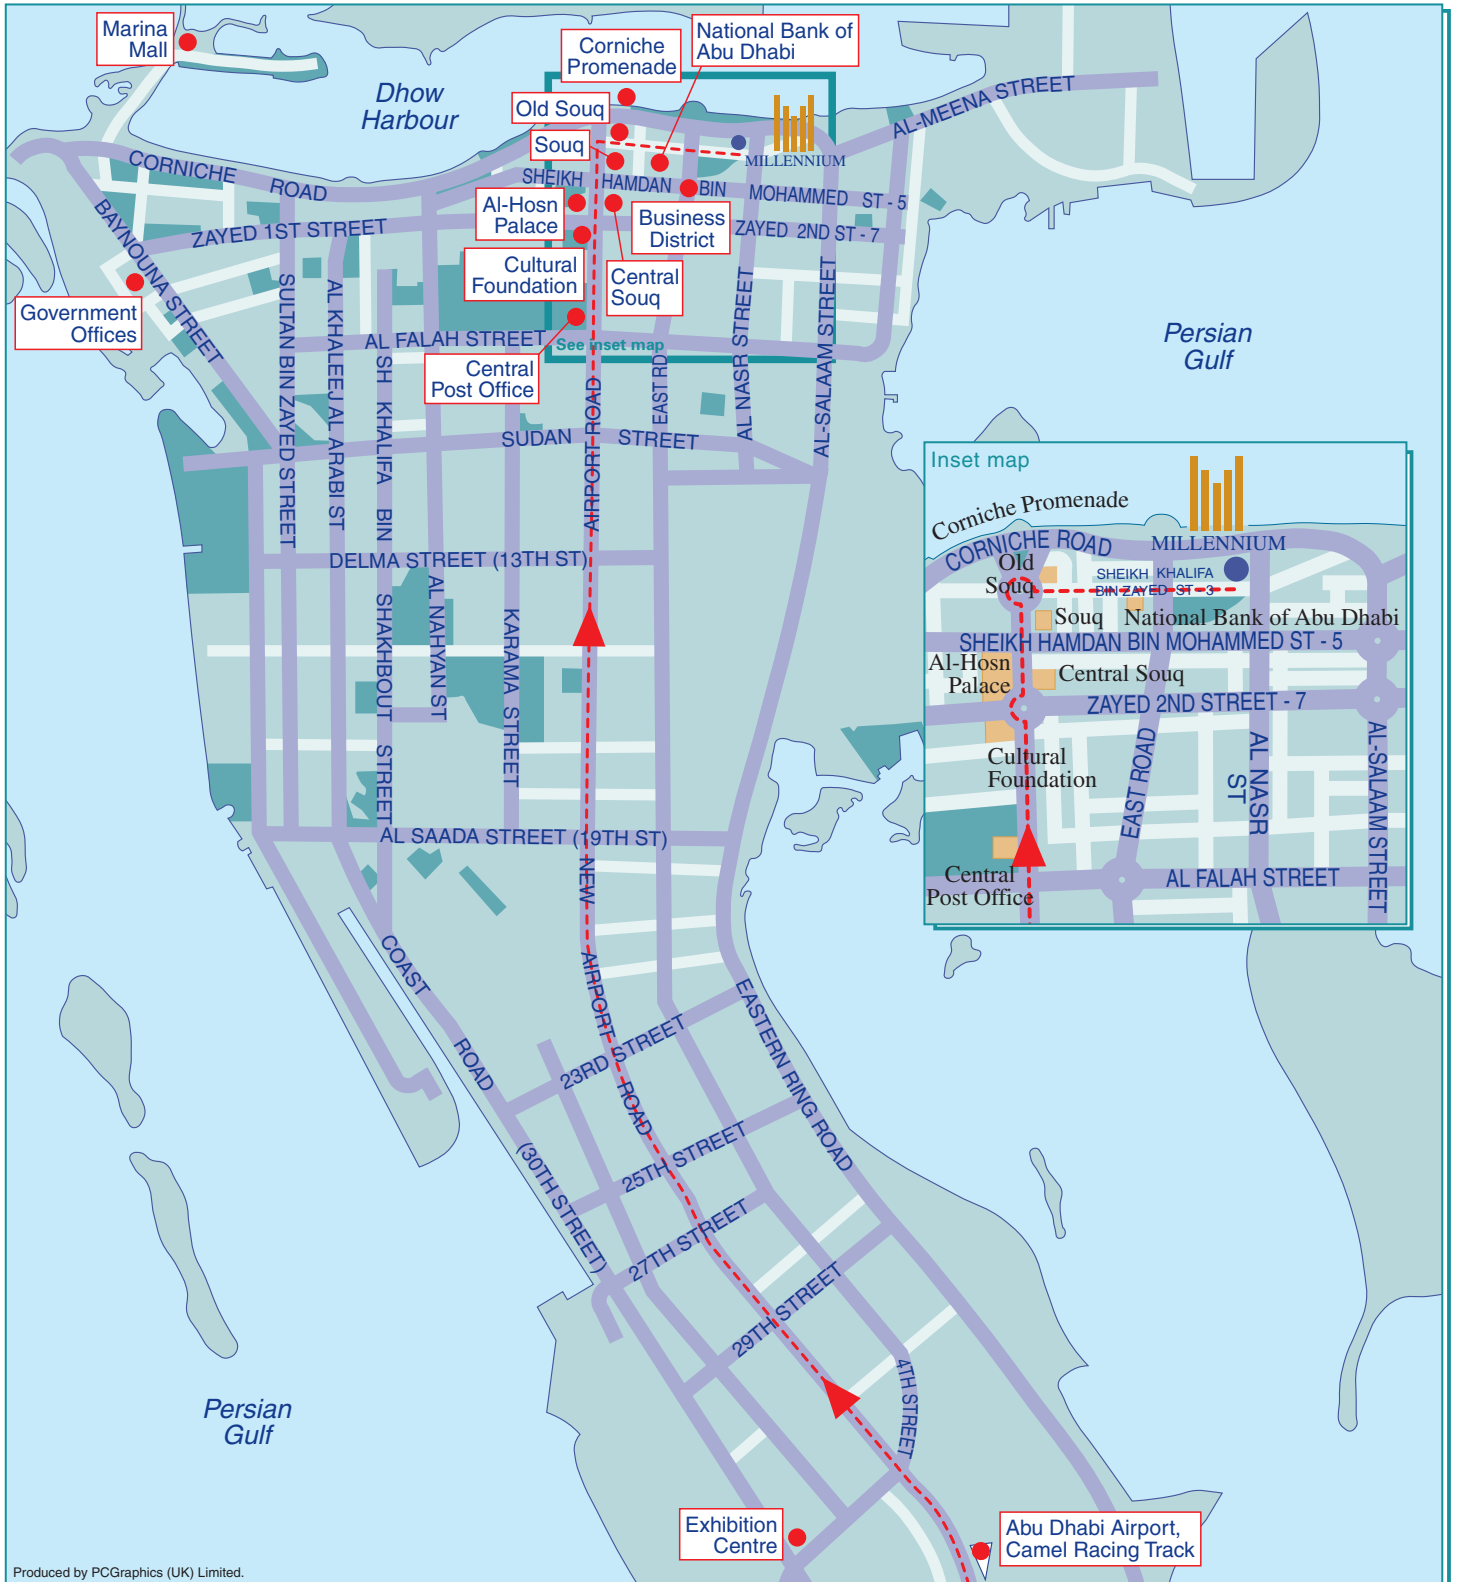 Marina
Mall
Dhow
Harbour
Corniche
Promenade
National Bank of
Abu Dhabi
Old Souq
Souq
MILLENNIUM
AL-MEENA STREET
CORNICHE ROAD
SHEIKH HAMDAN BIN MOHAMMED ST - 5
Al-Hosn
Palace
Business
District
BAYNOUNA STREET
ZAYED 1ST STREET
ZAYED 2ND ST - 7
Cultural
Foundation
Central
Souq
Government
Offices
SULTAN BIN ZAYED STREET
AL KHALEEJ AL ARABI ST
SH KHALIFA BIN SHAKHBOUT STREET
AL FALAH STREET
See inset map
Central
Post Office
AIRPORT ROAD
EAST RD
AL NASR STREET
AL-SALAAM STREET
Persian
Gulf
SUDAN STREET
DELMA STREET (13TH ST)
AL NAHYAN ST
KARAMA STREET
AL SAADA STREET (19TH ST)
NEW AIRPORT ROAD
COAST ROAD
(30TH STREET)
23RD STREET
EASTERN RING ROAD
25TH STREET
27TH STREET
29TH STREET
4TH STREET
Persian
Gulf
Exhibition
Centre
Abu Dhabi Airport,
Camel Racing Track
Produced by PCGraphics (UK) Limited.
Inset map
Corniche Promenade
CORNICHE ROAD
MILLENNIUM
Old
Souq
SHEIKH KHALIFA
BIN ZAYED ST - 3
Souq
National Bank of Abu Dhabi
SHEIKH HAMDAN BIN MOHAMMED ST - 5
Al-Hosn
Palace
Central Souq
ZAYED 2ND STREET - 7
Cultural
Foundation
EAST ROAD
AL NASR
ST
AL-SALAAM STREET
Central
Post Office
AL FALAH STREET